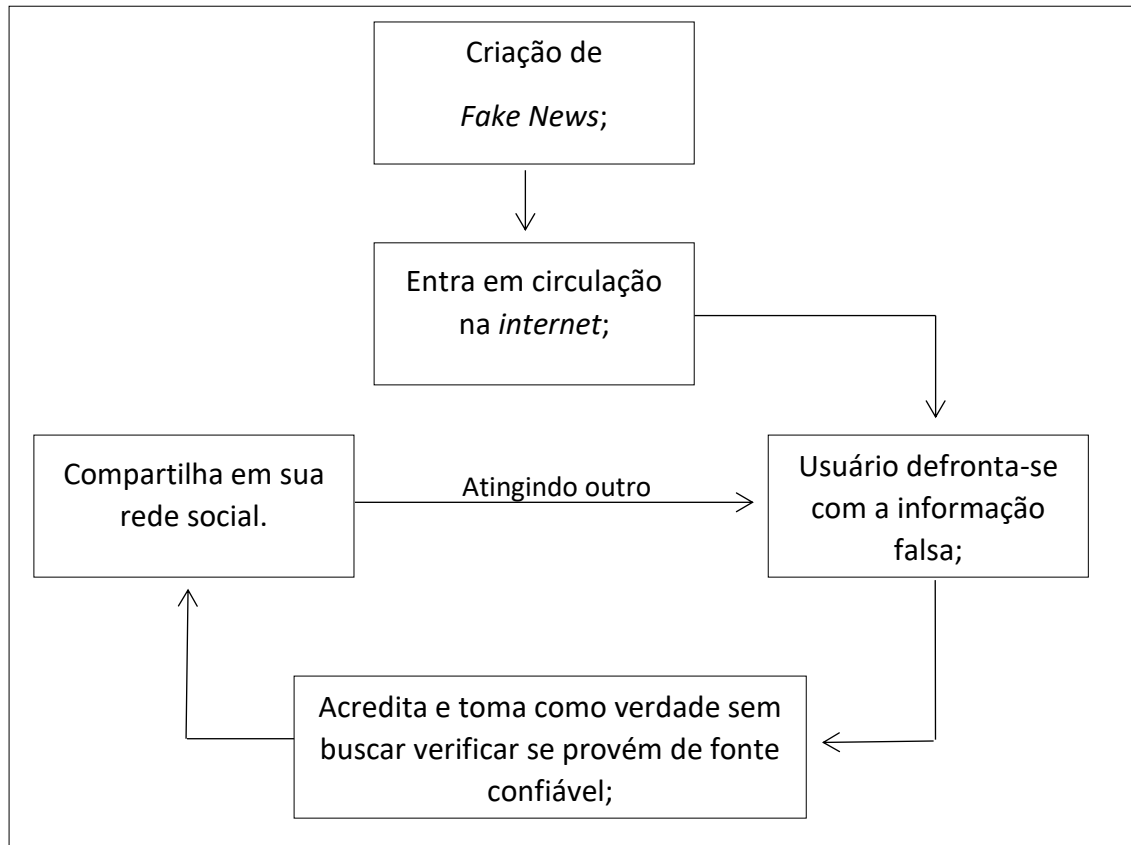 Criação de
Fake News;
Entra em circulação
na internet;
Compartilha em sua
rede social.
Atingindo outro
Usuário defronta-se
com a informação
falsa;
Acredita e toma como verdade sem
buscar verificar se provém de fonte
confiável;